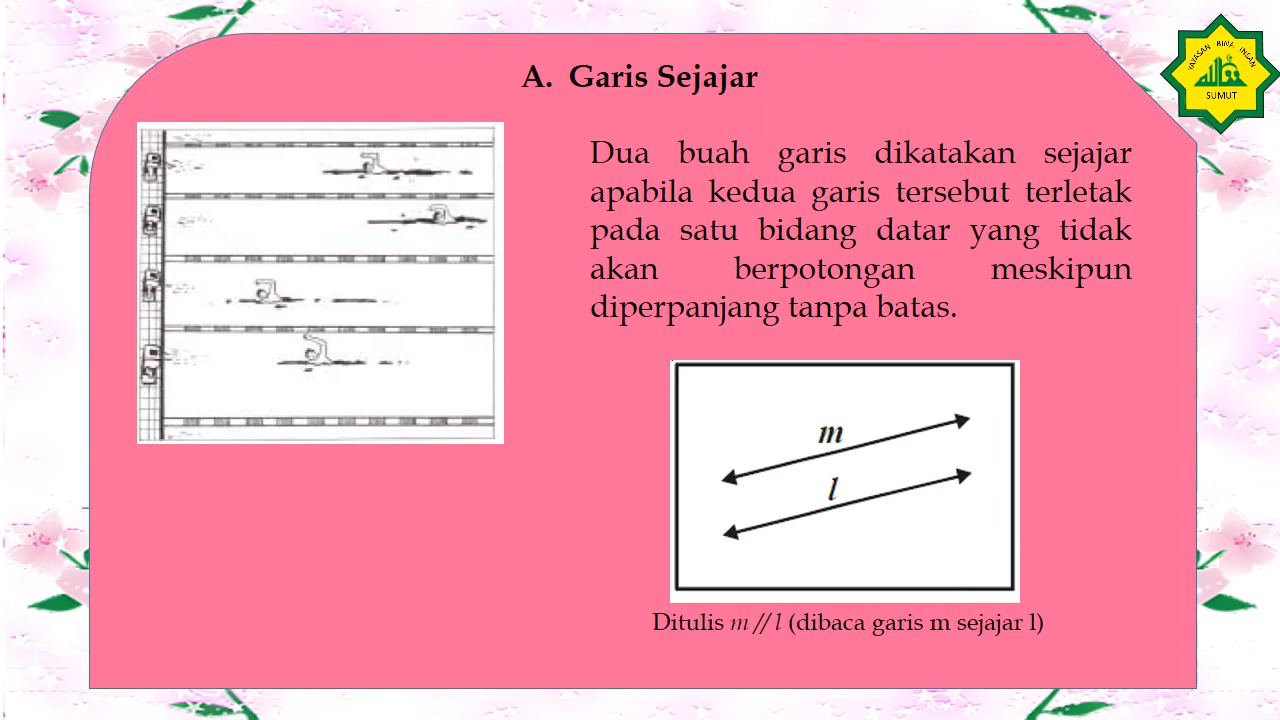 A. Garis Sejajar
YAYASAN BINA INSAN
SUMUT
Dua buah garis dikatakan sejajar
apabila kedua garis tersebut terletak
pada satu bidang datar yang tidak
akan berpotongan meskipun
diperpanjang tanpa batas.
m
l
Ditulis m // l (dibaca garis m sejajar l)